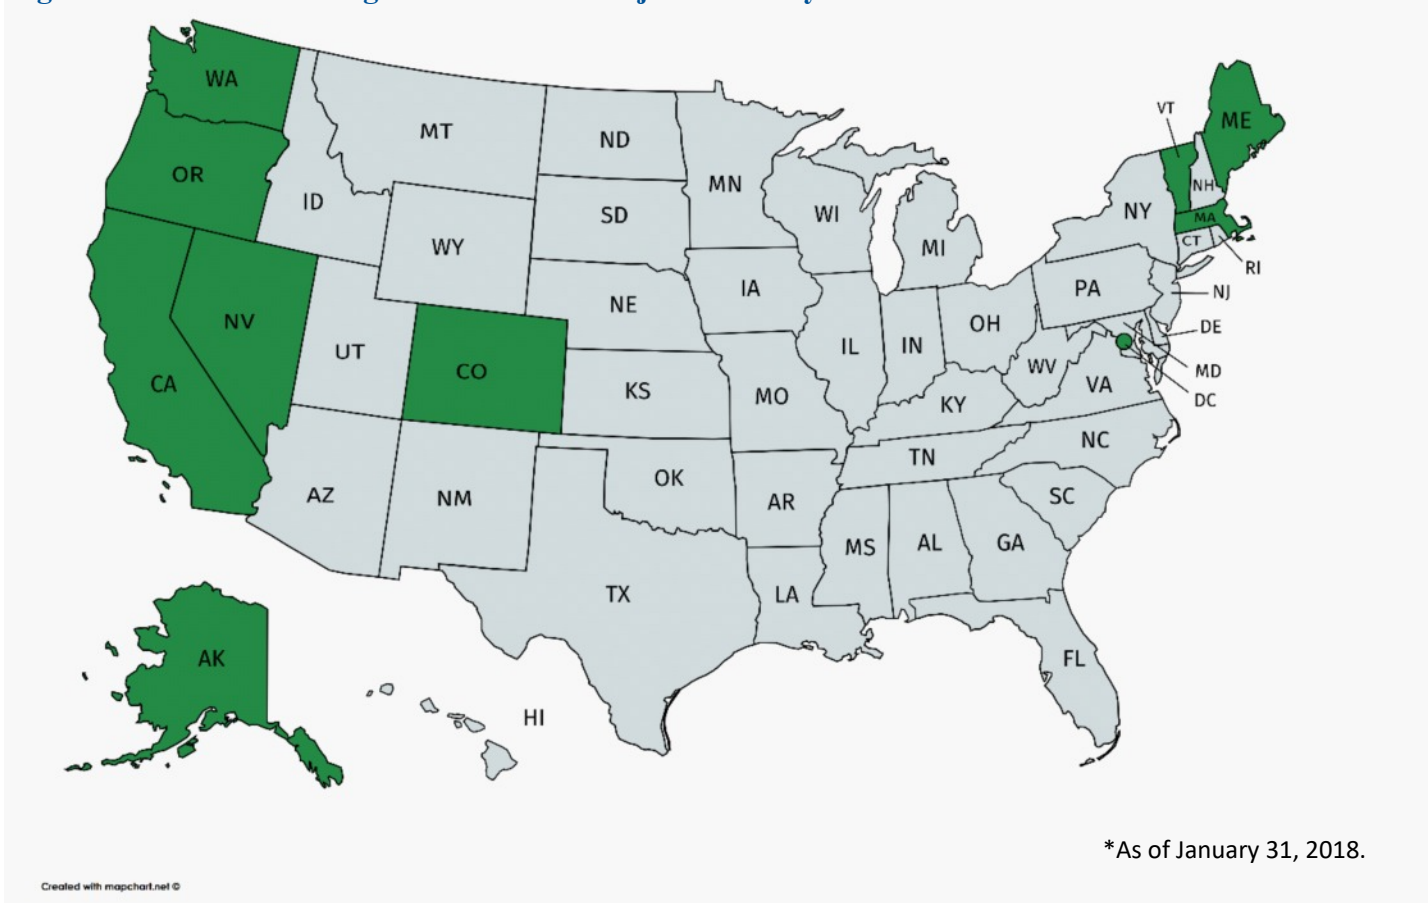 WA
MT
ND
MN
VT
ME
OR
ID
SD
WI
NH
NY
MA
WY
MI
CT
RI
IA
NE
PA
NJ
NV
OH
DE
UT
IL
IN
CO
WV
MD
CA
KS
MO
VA
DC
KY
NC
TN
OK
AZ
NM
AR
SC
MS
AL
GA
TX
LA
AK
FL
HI
*As of January 31, 2018.
Created with mapchart.net ©